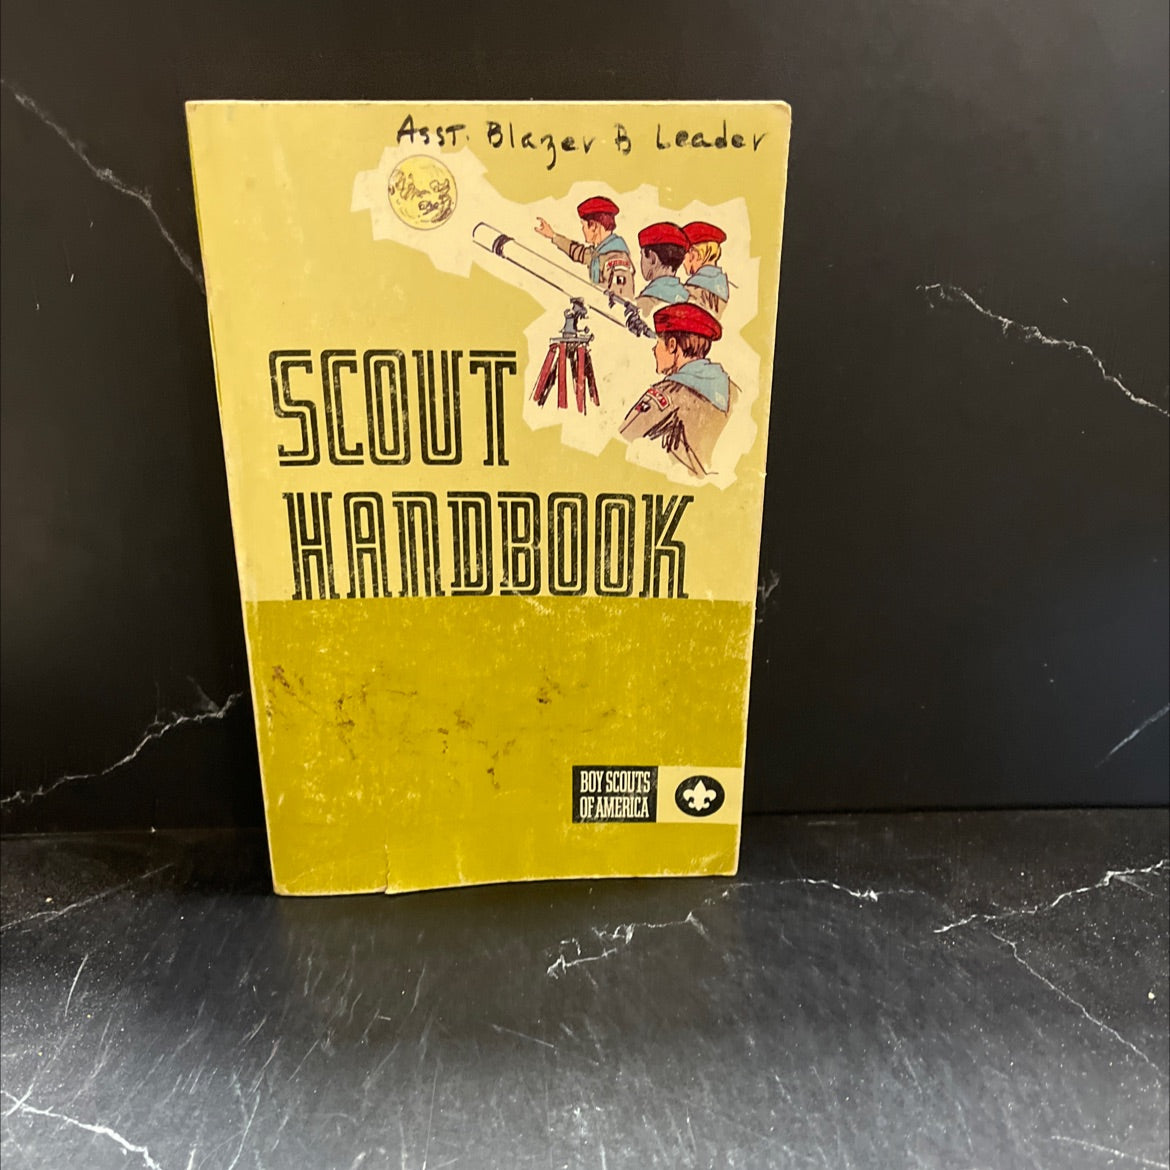 Asst. Blazer B Leader
SCOUT
HANDBOOK
BOY SCOUTS
OF AMERICA